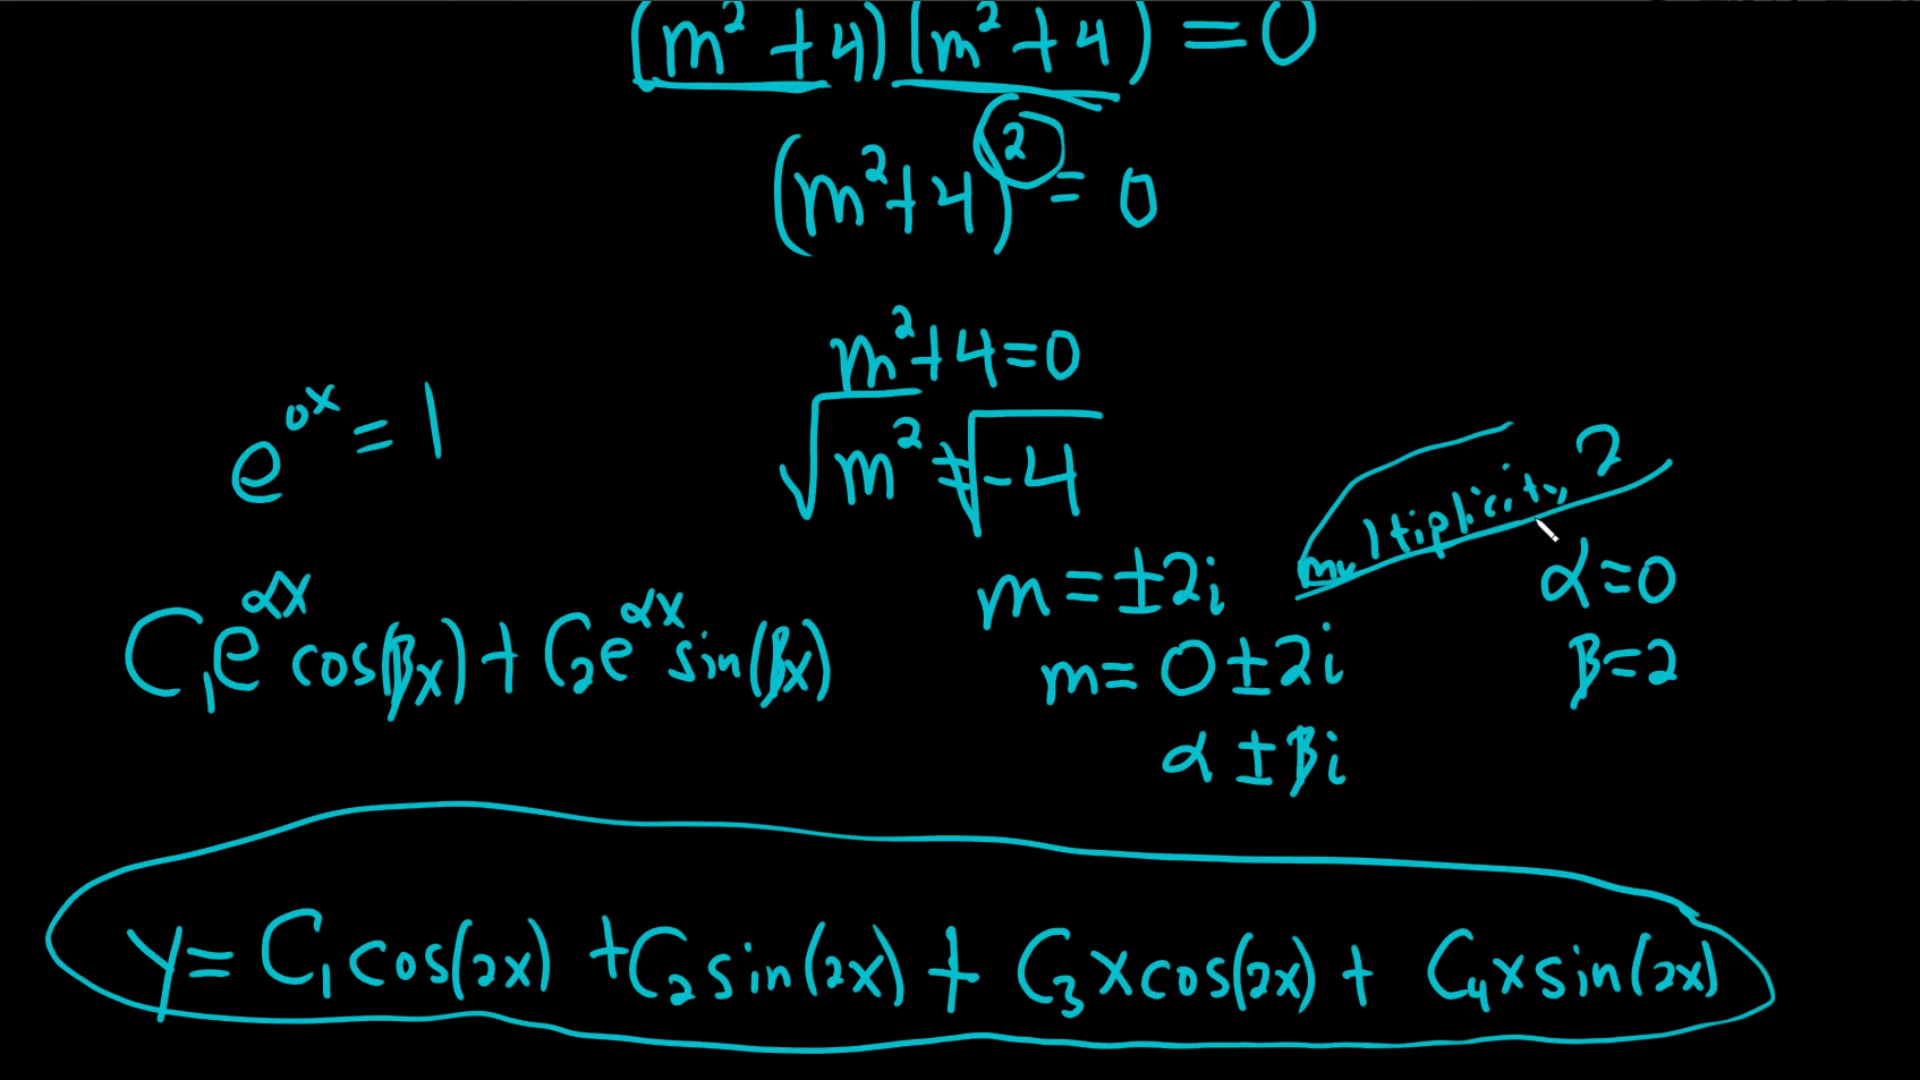 (m² + 4)(m² + 4) = 0
(m² + 4)² = 0
m² + 4 = 0
e^{0x} = 1
√m² = √-4
multiplicity 2
m = ±2i
α = 0
C₁e^{αx} cos(βx) + C₂e^{αx} sin(βx)
m = 0 ± 2i
β = 2
α ± βi
y = C₁cos(2x) + C₂sin(2x) + C₃xcos(2x) + C₄xsin(2x)